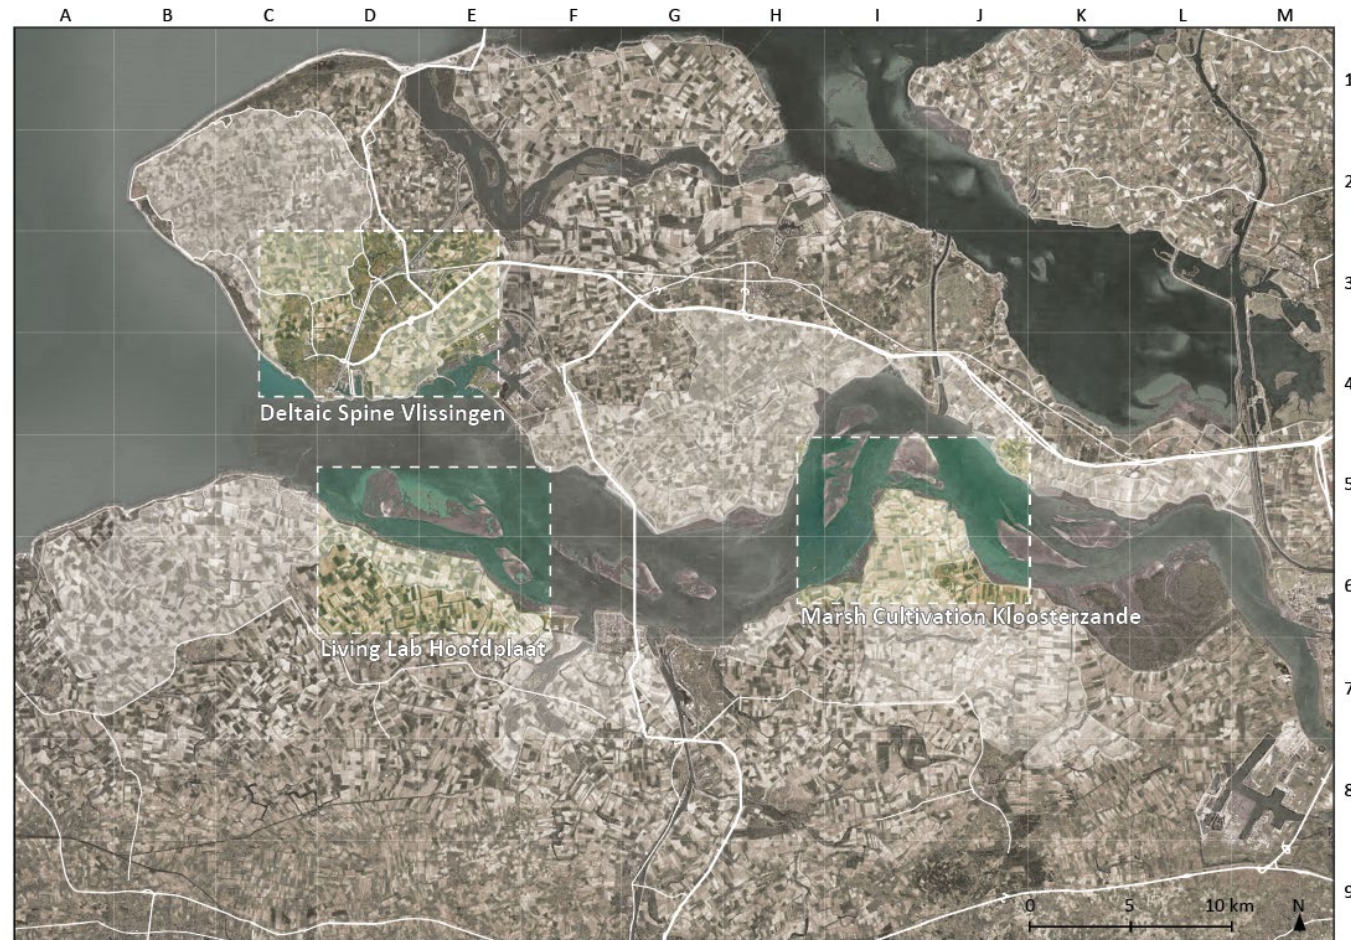 A B C D E F G H I J K L M
1
2
3
4
Deltaic Spine Vlissingen
5
6
Marsh Cultivation Kloosterzande
Living Lab Hoofdplaat
7
8
9
0 5 10 km N